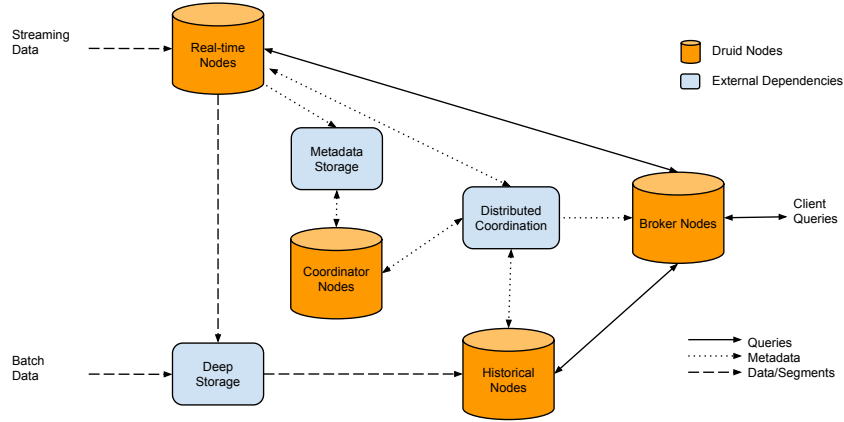 Streaming
Data
Real-time
Nodes
Druid Nodes
External Dependencies
Metadata
Storage
Distributed
Coordination
Broker Nodes
Client
Queries
Coordinator
Nodes
Batch
Data
Deep
Storage
Historical
Nodes
Queries
Metadata
Data/Segments